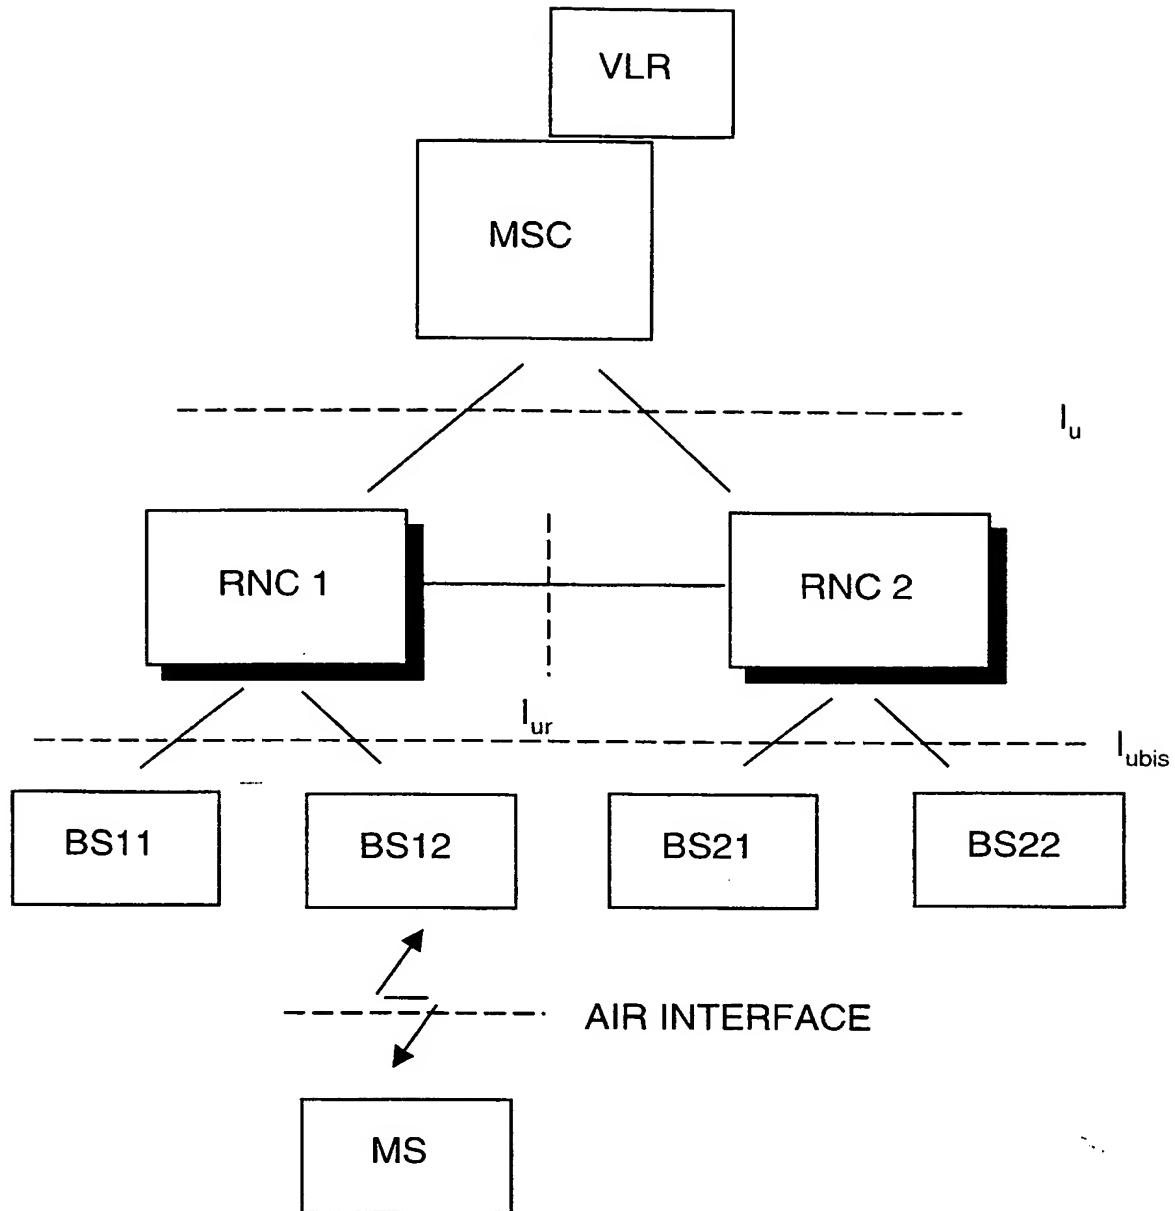 VLR
MSC
Iu
RNC 1
RNC 2
Iur
Iubis
BS11
BS12
BS21
BS22
AIR INTERFACE
MS